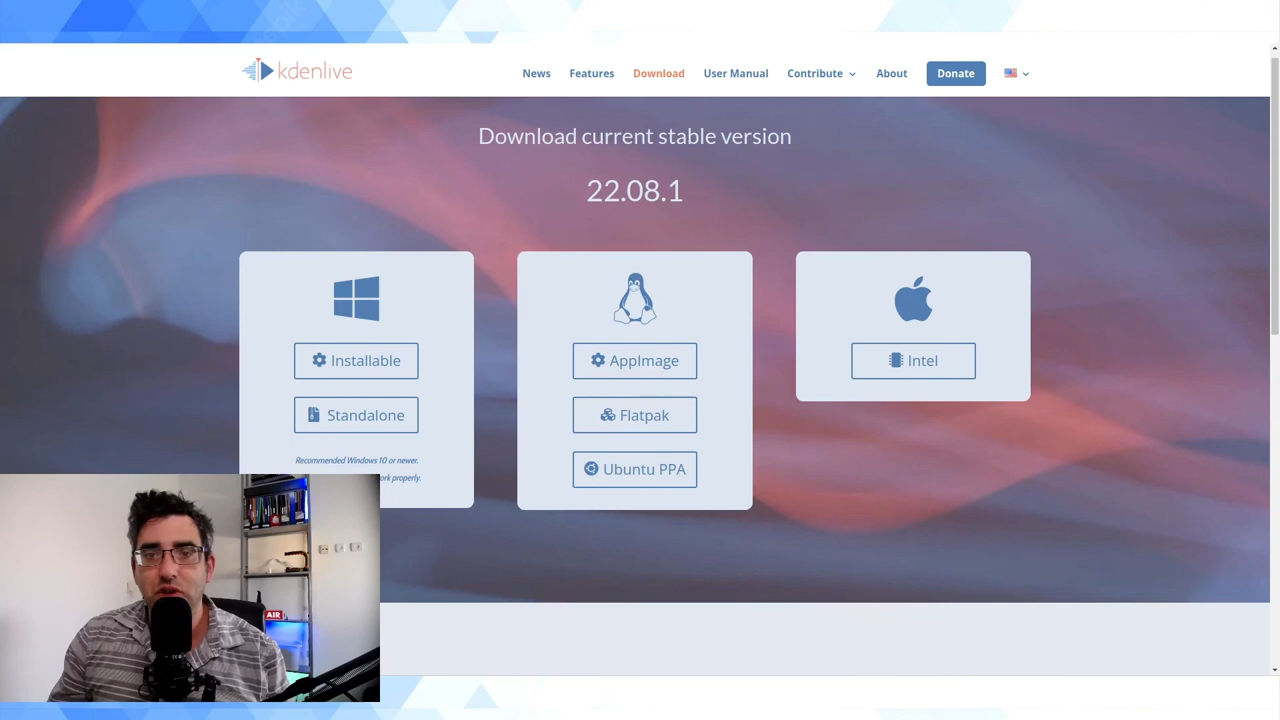 kdenlive
News Features Download User Manual Contribute About Donate
Download current stable version
22.08.1
Installable
Standalone
Recommended Windows 10 or newer.
rk properly.
AppImage
Flatpak
Ubuntu PPA
Intel
AIR